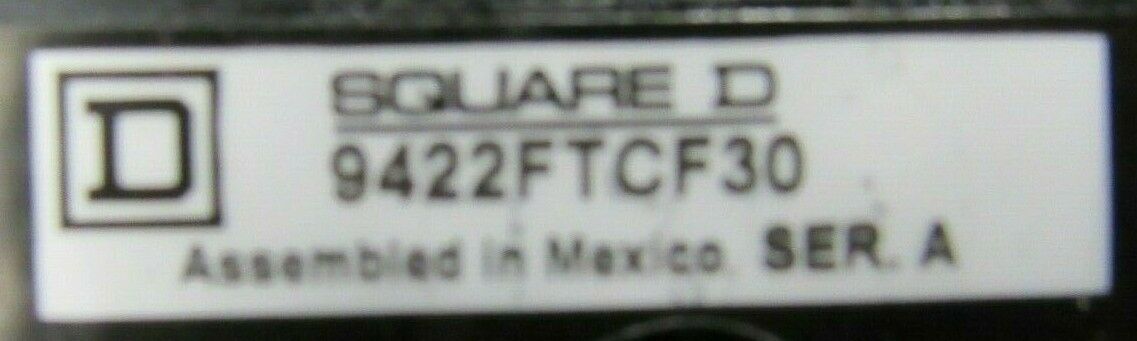 D
SQUARE D
9422FTCF30
Assembled in Mexico. SER. A